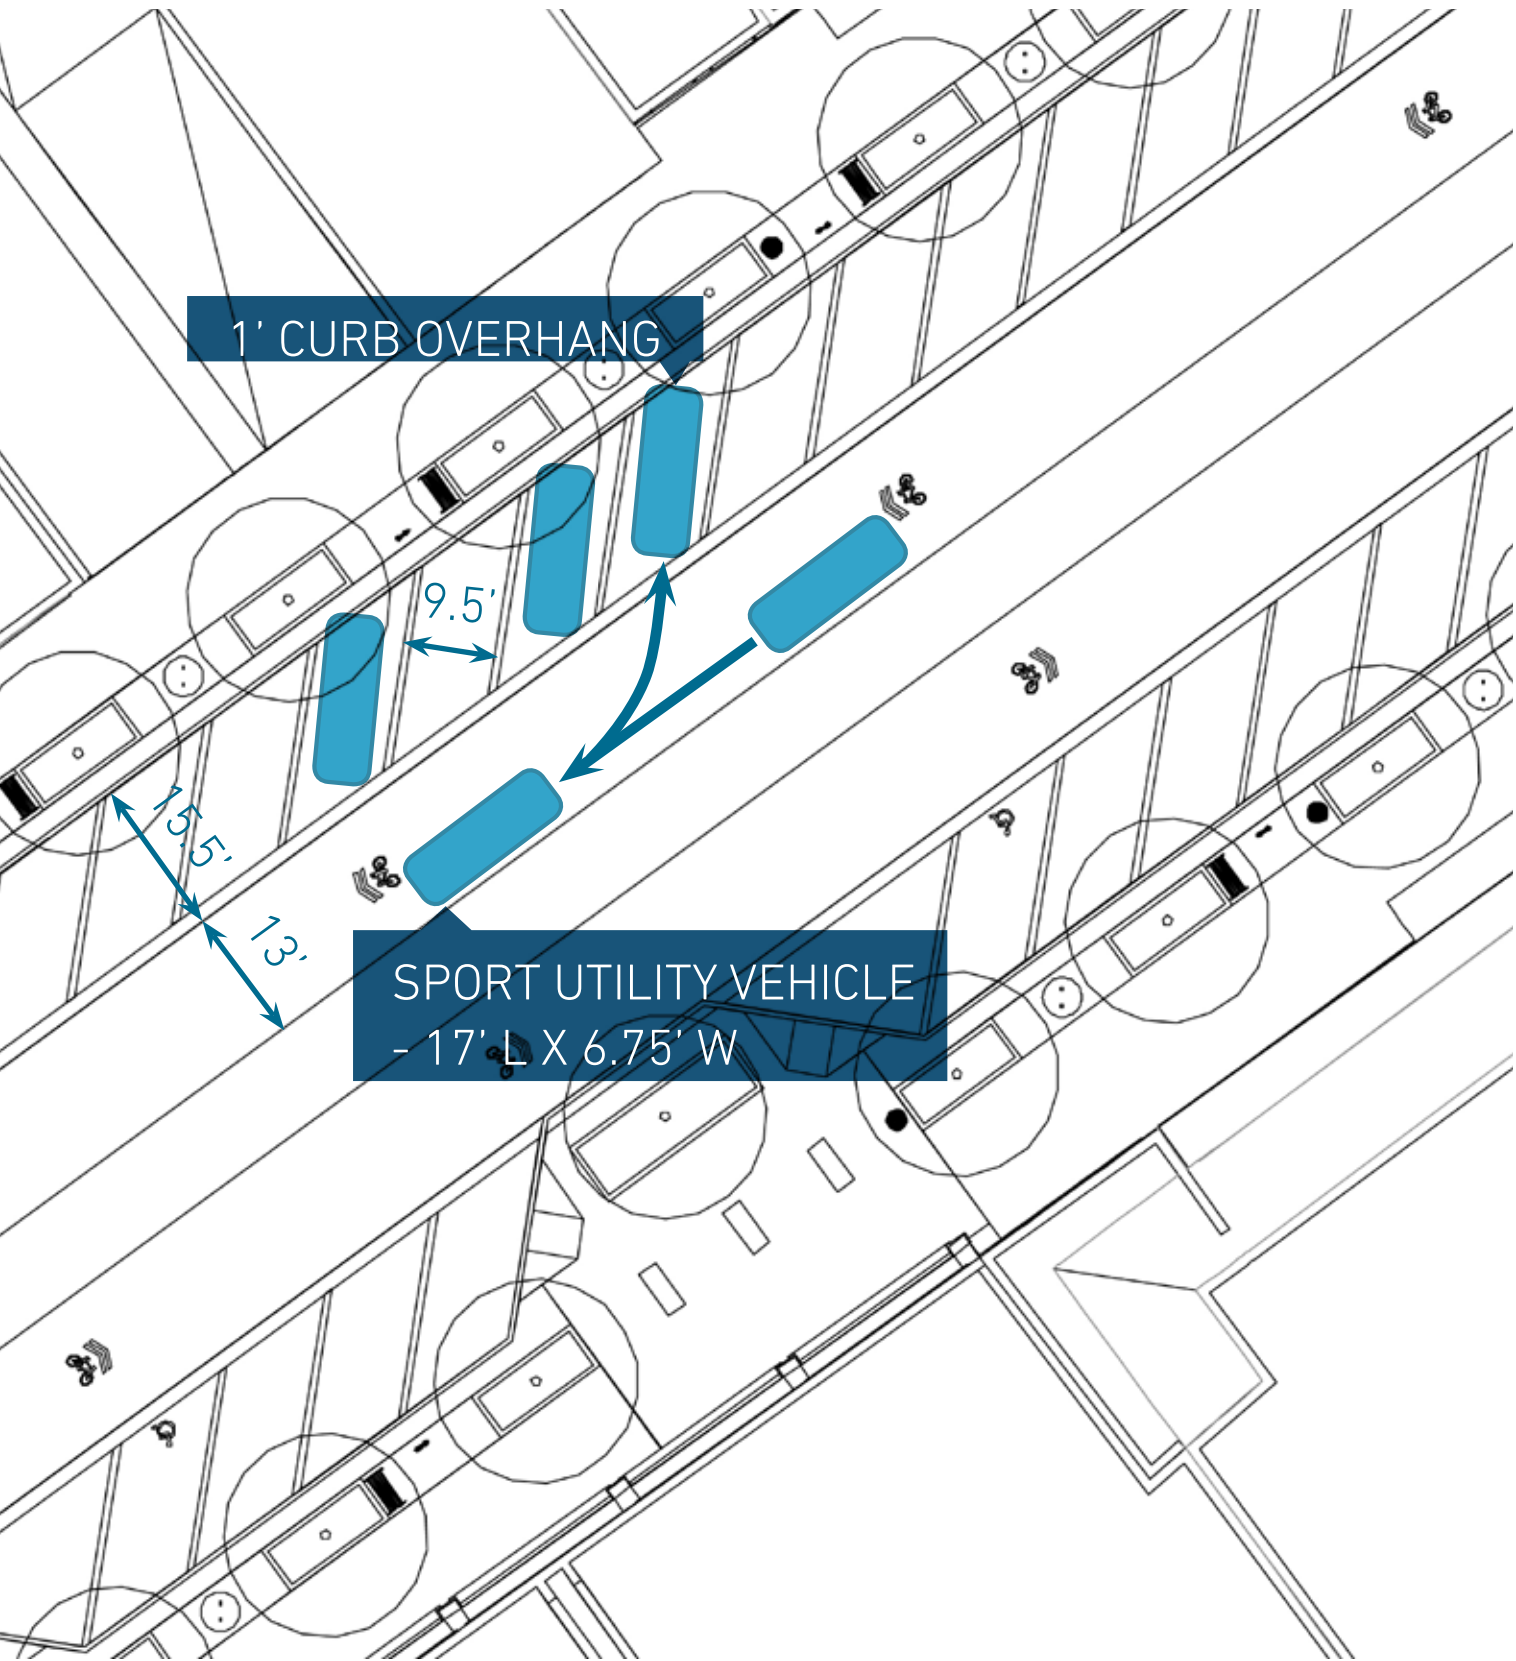 1’ CURB OVERHANG
9.5’
15.5’
13’
SPORT UTILITY VEHICLE
- 17’ L X 6.75’ W